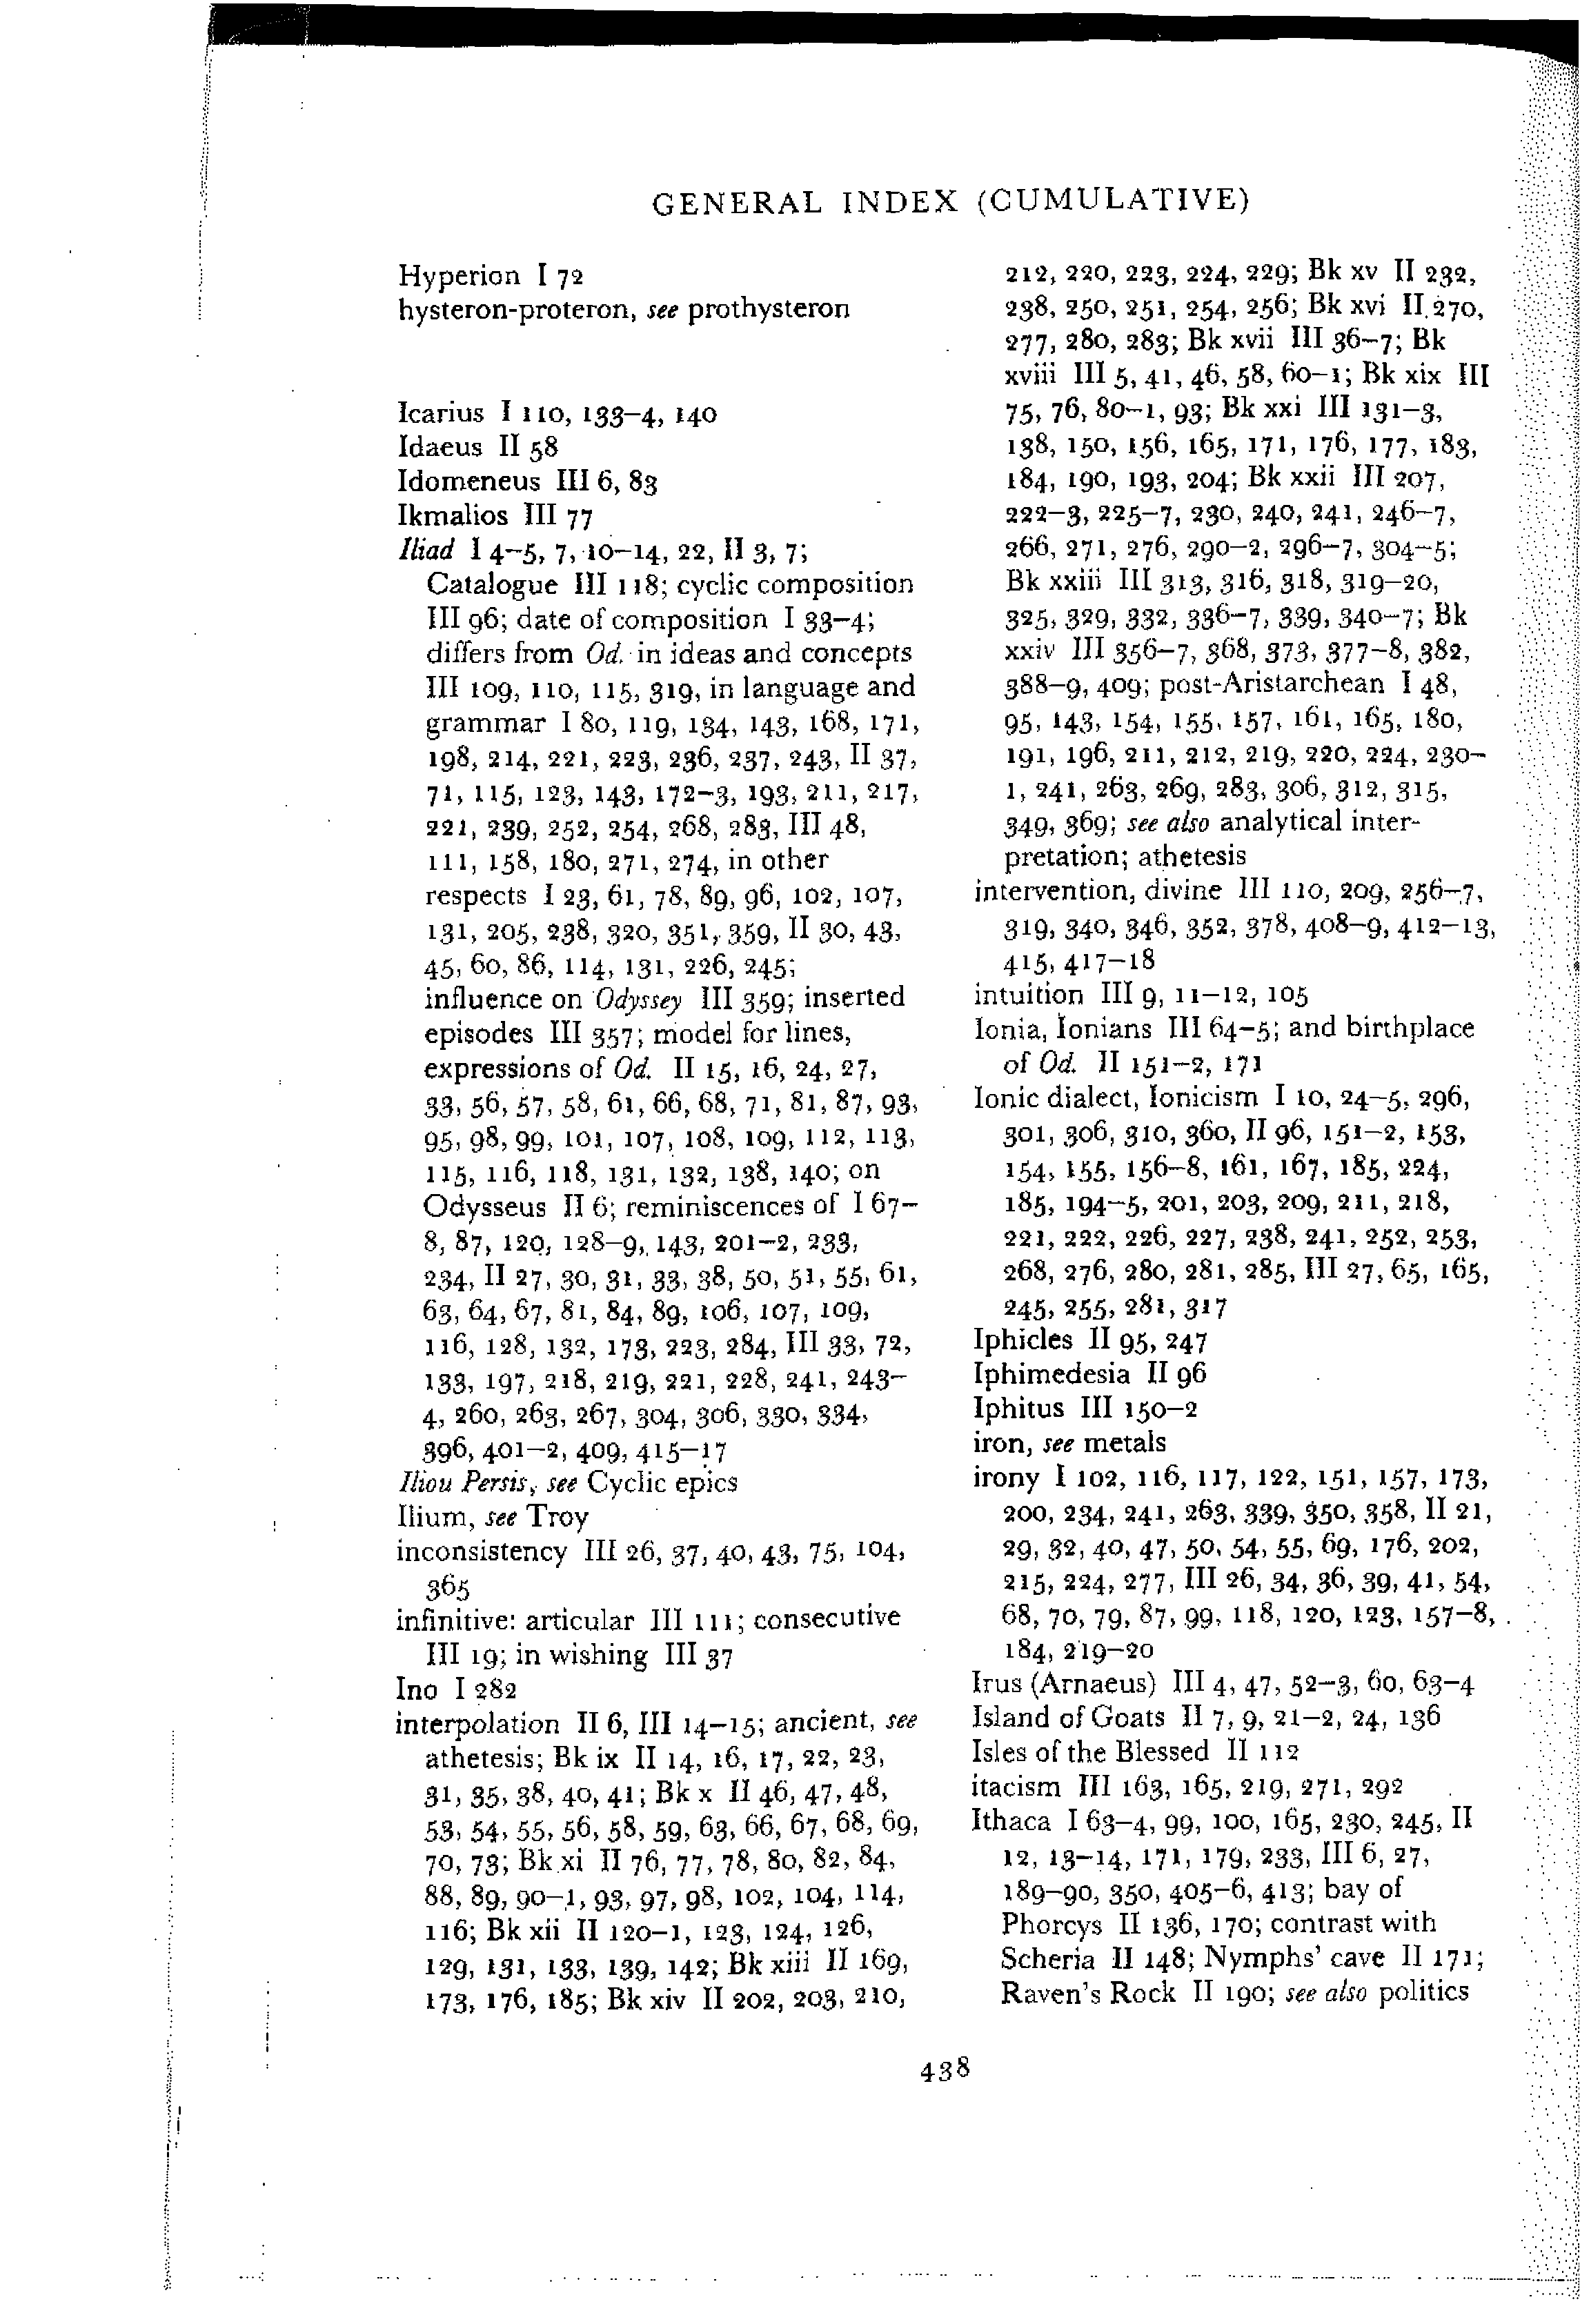 GENERAL INDEX (CUMULATIVE)
Hyperion I 72
hysteron-proteron, see prothysteron
Icarius I 110, 133–4, 140
Idaeus II 58
Idomeneus III 6, 83
Ikmalios III 77
Iliad I 4–5, 7, 10–14, 22, II 3, 7;
Catalogue III 118; cyclic composition
III 96; date of composition I 33–4;
differs from Od. in ideas and concepts
III 109, 110, 115, 319, in language and
grammar I 80, 119, 134, 143, 168, 171,
198, 214, 221, 223, 236, 237, 243, II 37,
71, 115, 123, 143, 172–3, 193, 211, 217,
221, 239, 252, 254, 268, 283, III 48,
111, 158, 180, 271, 274, in other
respects I 23, 61, 78, 89, 96, 102, 107,
131, 205, 238, 320, 351, 359, II 30, 43,
45, 60, 86, 114, 131, 226, 245;
influence on Odyssey III 359; inserted
episodes III 357; model for lines,
expressions of Od. II 15, 16, 24, 27,
33, 56, 57, 58, 61, 66, 68, 71, 81, 87, 93,
95, 98, 99, 101, 107, 108, 109, 112, 113,
115, 116, 118, 131, 132, 138, 140; on
Odysseus II 6; reminiscences of I 67–
8, 87, 120, 128–9, 143, 201–2, 233,
234, II 27, 30, 31, 33, 38, 50, 51, 55, 61,
63, 64, 67, 81, 84, 89, 106, 107, 109,
116, 128, 132, 173, 223, 284, III 33, 72,
133, 197, 218, 219, 221, 228, 241, 243–
4, 260, 263, 267, 304, 306, 330, 334,
396, 401–2, 409, 415–17
Iliou Persis, see Cyclic epics
Ilium, see Troy
inconsistency III 26, 37, 40, 43, 75, 104,
365
infinitive: articular III 111; consecutive
III 19; in wishing III 37
Ino I 282
interpolation II 6, III 14–15; ancient, see
athetesis; Bk ix II 14, 16, 17, 22, 23,
31, 35, 38, 40, 41; Bk x II 46, 47, 48,
53, 54, 55, 56, 58, 59, 63, 66, 67, 68, 69,
70, 73; Bk xi II 76, 77, 78, 80, 82, 84,
88, 89, 90–1, 93, 97, 98, 102, 104, 114,
116; Bk xii II 120–1, 123, 124, 126,
129, 131, 133, 139, 142; Bk xiii II 169,
173, 176, 185; Bk xiv II 202, 203, 210,
212, 220, 223, 224, 229; Bk xv II 232,
238, 250, 251, 254, 256; Bk xvi II 270,
277, 280, 283; Bk xvii III 36–7; Bk
xviii III 5, 41, 46, 58, 60–1; Bk xix III
75, 76, 80–1, 93; Bk xxi III 131–3,
138, 150, 156, 165, 171, 176, 177, 183,
184, 190, 193, 204; Bk xxii III 207,
222–3, 225–7, 230, 240, 241, 246–7,
266, 271, 276, 290–2, 296–7, 304–5;
Bk xxiii III 313, 316, 318, 319–20,
325, 329, 332, 336–7, 339, 340–7; Bk
xxiv III 356–7, 368, 373, 377–8, 382,
388–9, 409; post-Aristarchean I 48,
95, 143, 154, 155, 157, 161, 165, 180,
191, 196, 211, 212, 219, 220, 224, 230–
1, 241, 263, 269, 283, 306, 312, 315,
349, 369; see also analytical inter-
pretation; athetesis
intervention, divine III 110, 209, 256–7,
319, 340, 346, 352, 378, 408–9, 412–13,
415, 417–18
intuition III 9, 11–12, 105
Ionia, Ionians III 64–5; and birthplace
of Od. II 151–2, 171
Ionic dialect, Ionicism I 10, 24–5, 296,
301, 306, 310, 360, II 96, 151–2, 153,
154, 155, 156–8, 161, 167, 185, 224,
185, 194–5, 201, 203, 209, 211, 218,
221, 222, 226, 227, 238, 241, 252, 253,
268, 276, 280, 281, 285, III 27, 65, 165,
245, 255, 281, 317
Iphicles II 95, 247
Iphimedesia II 96
Iphitus III 150–2
iron, see metals
irony I 102, 116, 117, 122, 151, 157, 173,
200, 234, 241, 263, 339, 350, 358, II 21,
29, 32, 40, 47, 50, 54, 55, 69, 176, 202,
215, 224, 277, III 26, 34, 36, 39, 41, 54,
68, 70, 79, 87, 99, 118, 120, 123, 157–8,
184, 219–20
Irus (Arnaeus) III 4, 47, 52–3, 60, 63–4
Island of Goats II 7, 9, 21–2, 24, 136
Isles of the Blessed II 112
itacism III 163, 165, 219, 271, 292
Ithaca I 63–4, 99, 100, 165, 230, 245, II
12, 13–14, 171, 179, 233, III 6, 27,
189–90, 350, 405–6, 413; bay of
Phorcys II 136, 170; contrast with
Scheria II 148; Nymphs' cave II 171;
Raven's Rock II 190; see also politics
438